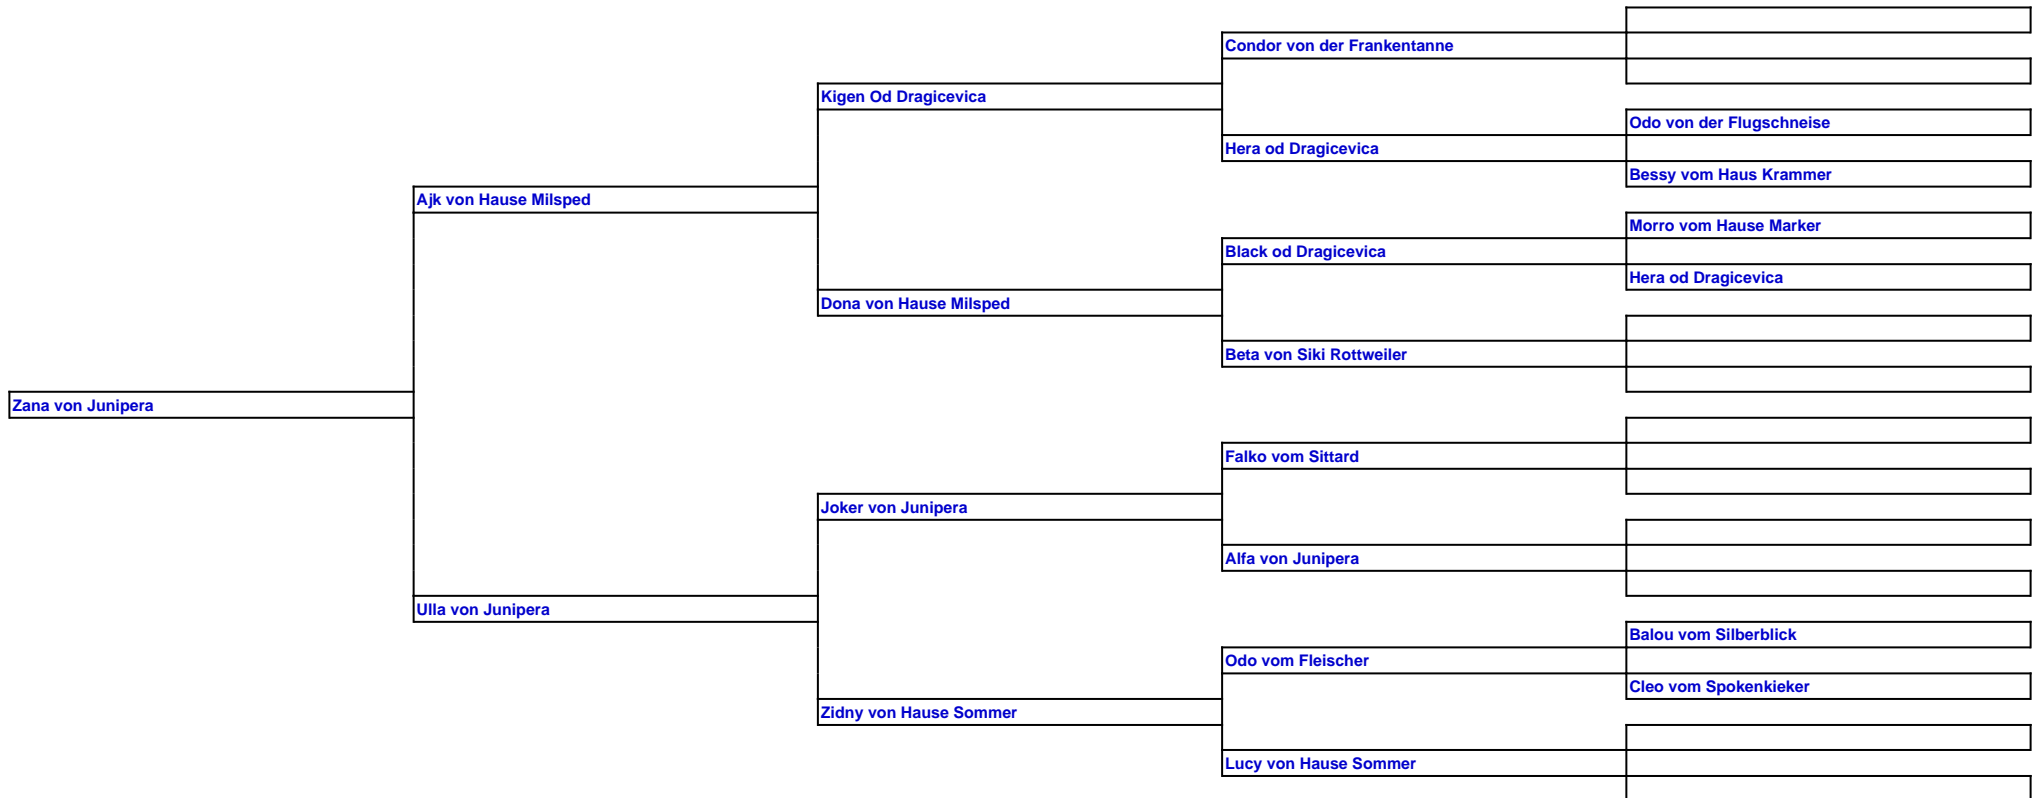 Condor von der Frankentanne
Kigen Od Dragicevica
Odo von der Flugschneise
Hera od Dragicevica
Bessy vom Haus Krammer
Ajk von Hause Milsped
Morro vom Hause Marker
Black od Dragicevica
Hera od Dragicevica
Dona von Hause Milsped
Beta von Siki Rottweiler
Zana von Junipera
Falko vom Sittard
Joker von Junipera
Alfa von Junipera
Ulla von Junipera
Balou vom Silberblick
Odo vom Fleischer
Cleo vom Spokenkieker
Zidny von Hause Sommer
Lucy von Hause Sommer